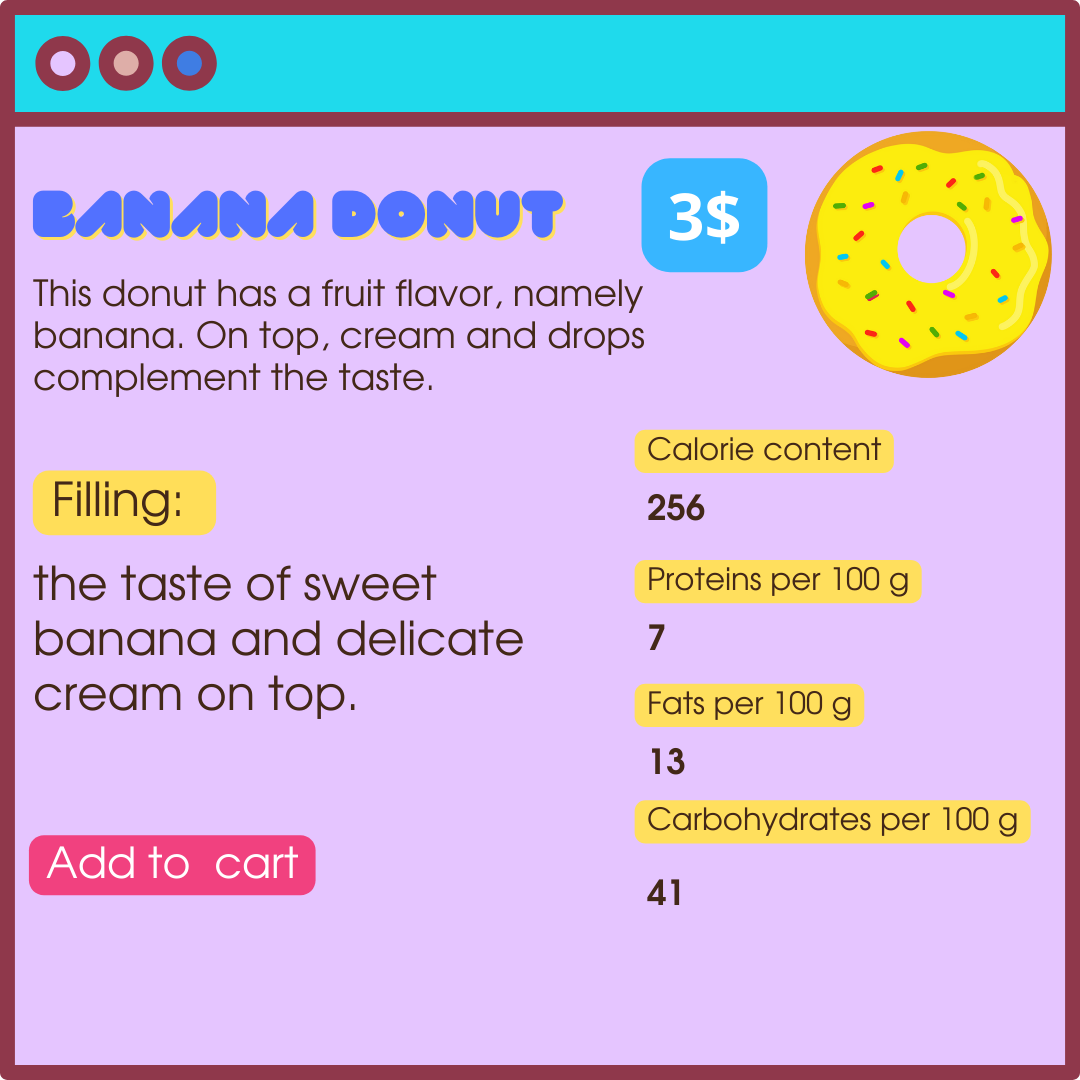 BANANA DONUT
3$
This donut has a fruit flavor, namely
banana. On top, cream and drops
complement the taste.
Filling:
the taste of sweet
banana and delicate
cream on top.
Add to  cart
Calorie content
256
Proteins per 100 g
7
Fats per 100 g
13
Carbohydrates per 100 g
41